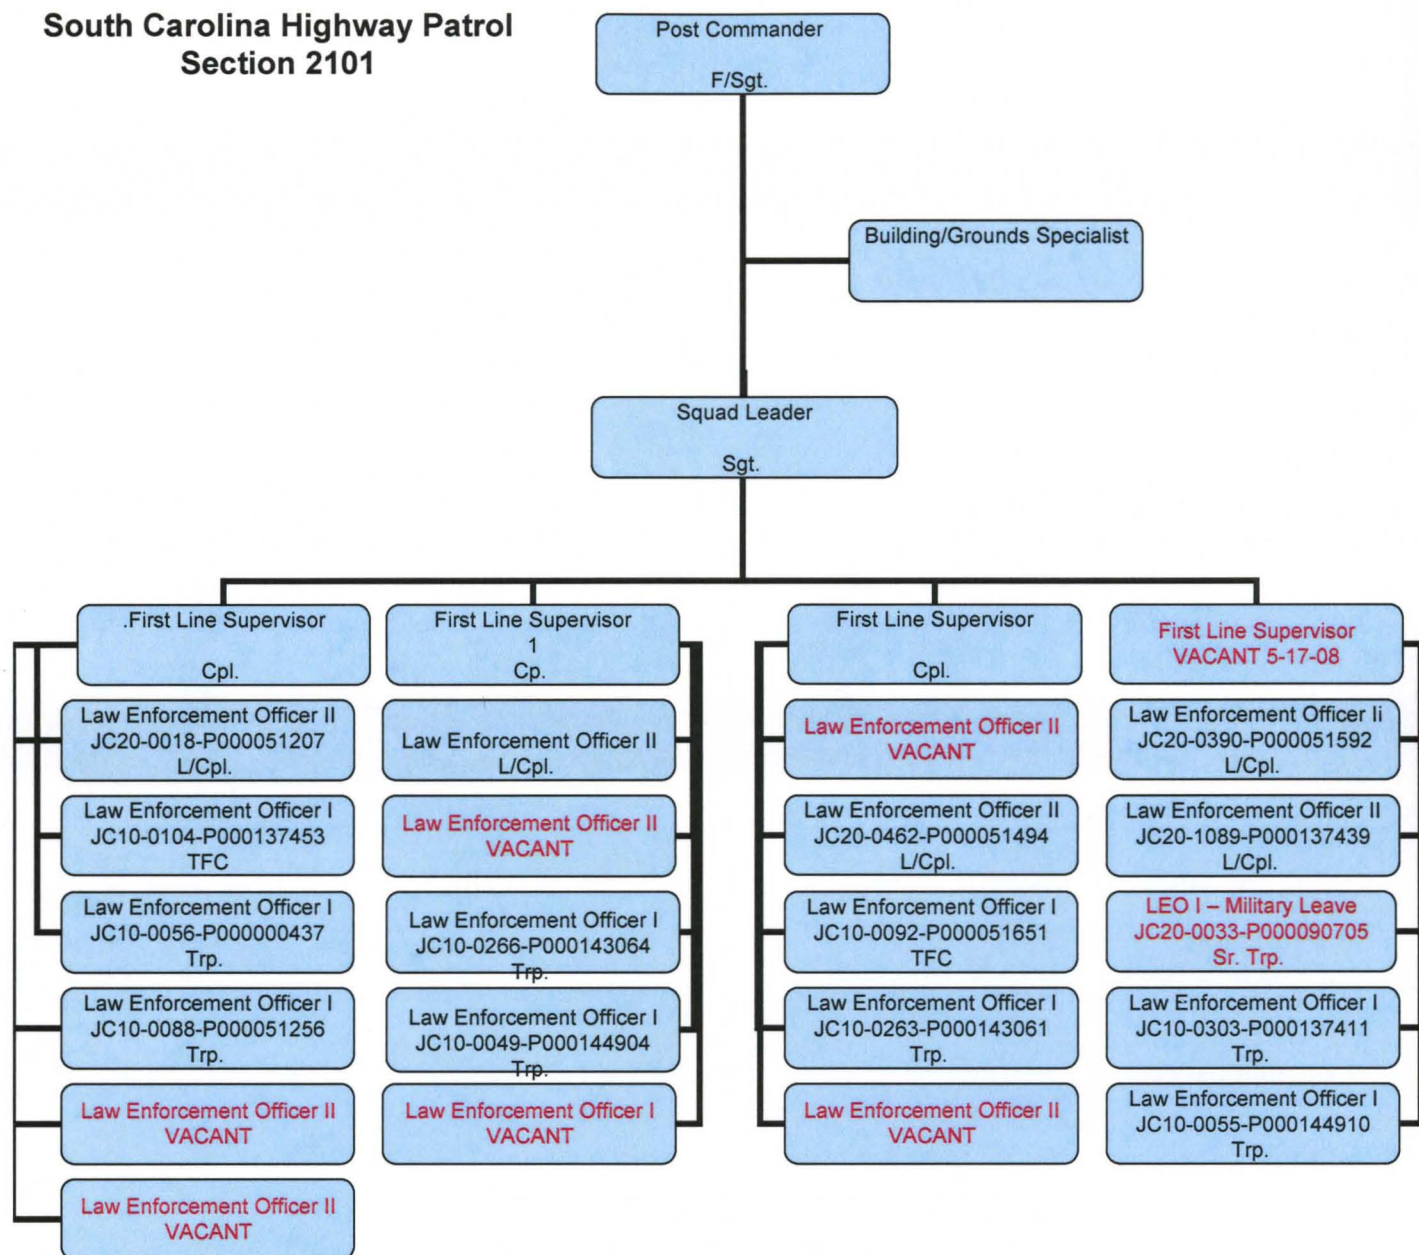 South Carolina Highway Patrol
Section 2101
Post Commander
F/Sgt.
Building/Grounds Specialist
Squad Leader
Sgt.
.First Line Supervisor
Cpl.
Law Enforcement Officer II
JC20-0018-P000051207
L/Cpl.
Law Enforcement Officer I
JC10-0104-P000137453
TFC
Law Enforcement Officer I
JC10-0056-P000000437
Trp.
Law Enforcement Officer I
JC10-0088-P000051256
Trp.
Law Enforcement Officer II
VACANT
Law Enforcement Officer II
VACANT
First Line Supervisor
1
Cp.
Law Enforcement Officer II
L/Cpl.
Law Enforcement Officer II
VACANT
Law Enforcement Officer I
JC10-0266-P000143064
Trp.
Law Enforcement Officer I
JC10-0049-P000144904
Trp.
Law Enforcement Officer I
VACANT
First Line Supervisor
Cpl.
Law Enforcement Officer II
VACANT
Law Enforcement Officer II
JC20-0462-P000051494
L/Cpl.
Law Enforcement Officer I
JC10-0092-P000051651
TFC
Law Enforcement Officer I
JC10-0263-P000143061
Trp.
Law Enforcement Officer II
VACANT
First Line Supervisor
VACANT 5-17-08
Law Enforcement Officer Ii
JC20-0390-P000051592
L/Cpl.
Law Enforcement Officer II
JC20-1089-P000137439
L/Cpl.
LEO I – Military Leave
JC20-0033-P000090705
Sr. Trp.
Law Enforcement Officer I
JC10-0303-P000137411
Trp.
Law Enforcement Officer I
JC10-0055-P000144910
Trp.